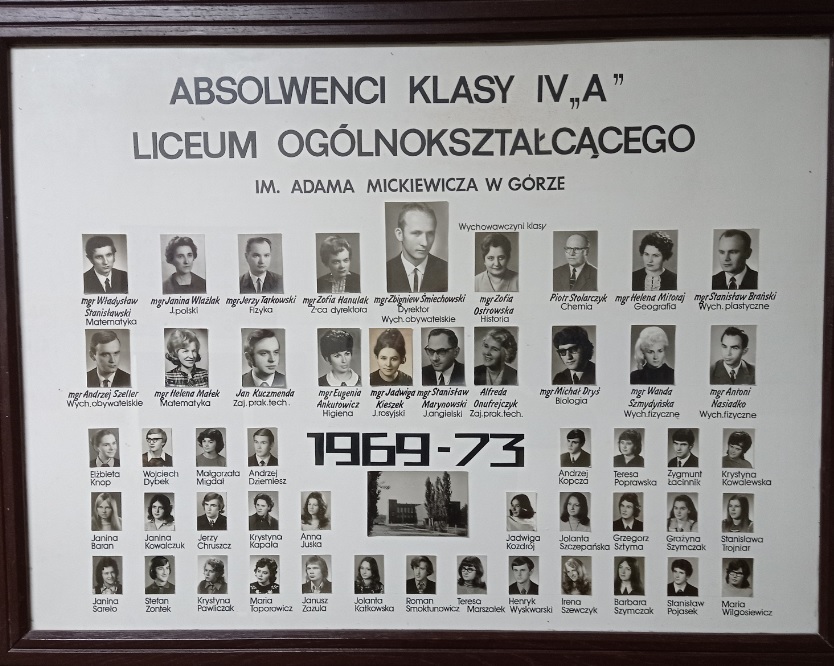 ABSOLWENCI KLASY IV „A”
LICEUM OGÓLNOKSZTAŁCĄCEGO
IM. ADAMA MICKIEWICZA W GÓRZE
Wychowawczyni klasy
mgr Władysław Stanisławski Matematyka
mgr Janina Wlaźlak J.polski
mgr Jerzy Tarkowski Fizyka
mgr Zofia Hanulak Z-ca dyrektora
mgr Zbigniew Śmiechowski Dyrektor Wych. obywatelskie
mgr Zofia Ostrowska Historia
Piotr Stolarczyk Chemia
mgr Helena Mitoraj Geografia
mgr Stanisław Brański Wych. plastyczne
mgr Andrzej Szeller Wych. obywatelskie
mgr Helena Małek Matematyka
Jan Kuczmenda Zaj. prak. tech.
mgr Eugenia Ankutowicz Higiena
mgr Jadwiga Kieszek J. rosyjski
mgr Stanisław Marynowski J. angielski
Alfreda Onufrejczyk Zaj. prak. tech.
mgr Michał Dryś Biologia
mgr Wanda Szmydyńska Wych. fizyczne
mgr Antoni Nasiadko Wych. fizyczne
1969-73
Elżbieta Knop
Wojciech Dybek
Małgorzata Migdał
Andrzej Dziemiesz
Andrzej Kopcza
Teresa Poprawska
Zygmunt Łacinnik
Krystyna Kowalewska
Janina Baran
Janina Kowalczuk
Jerzy Chruszcz
Krystyna Kapała
Anna Juska
Jadwiga Kozdrój
Jolanta Szczepańska
Grzegorz Sztyma
Grażyna Szymczak
Stanisława Trojniar
Janina Sareło
Stefan Zontek
Krystyna Pawliczak
Maria Toporowicz
Janusz Zazula
Jolanta Kałkowska
Roman Smoktunowicz
Teresa Marszałek
Henryk Wyskwarski
Irena Szewczyk
Barbara Szymczak
Stanisław Pojasek
Maria Wilgosiewicz